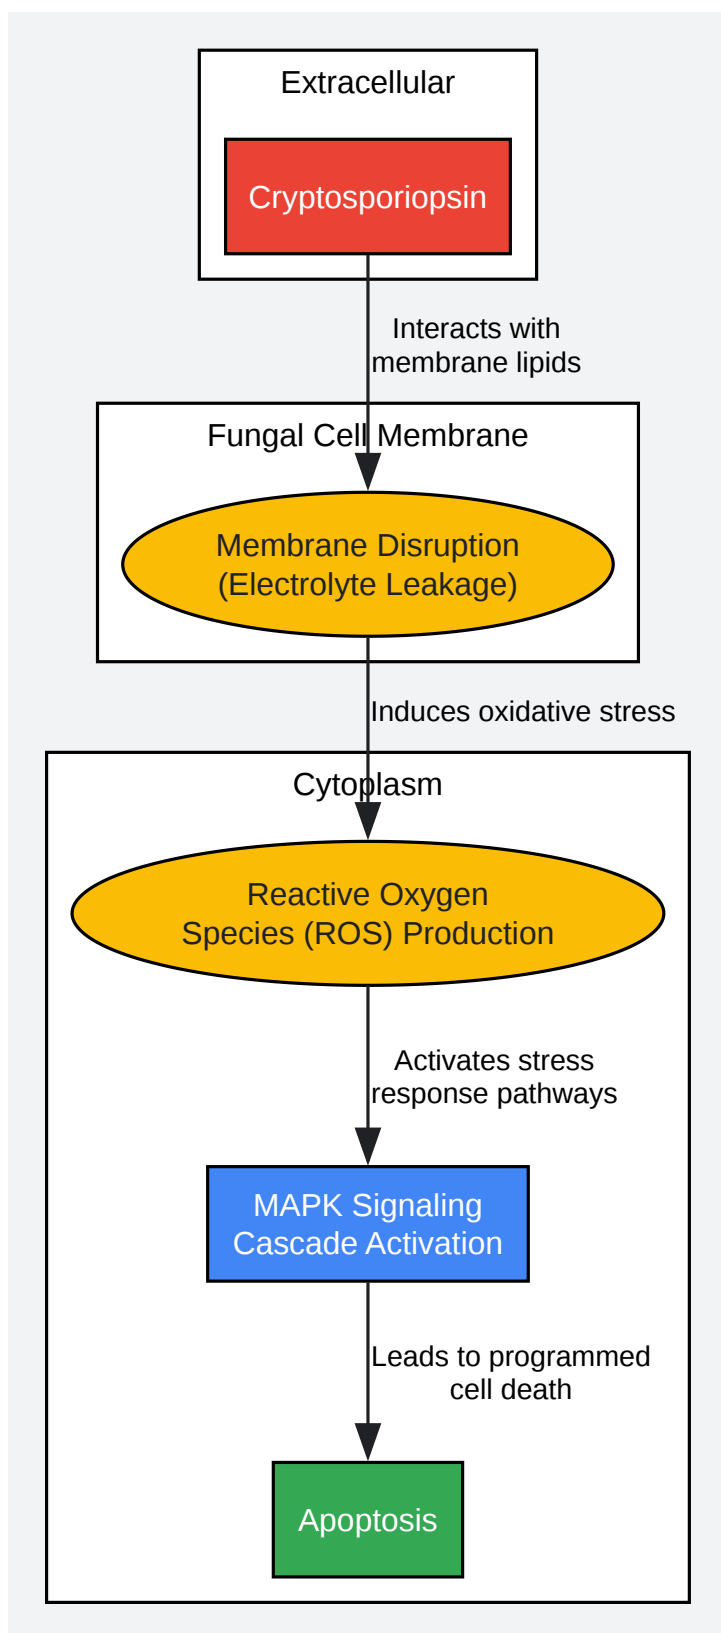 Extracellular
Cryptosporiopsin
Interacts with
membrane lipids
Fungal Cell Membrane
Membrane Disruption
(Electrolyte Leakage)
Induces oxidative stress
Cytoplasm
Reactive Oxygen
Species (ROS) Production
Activates stress
response pathways
MAPK Signaling
Cascade Activation
Leads to programmed
cell death
Apoptosis